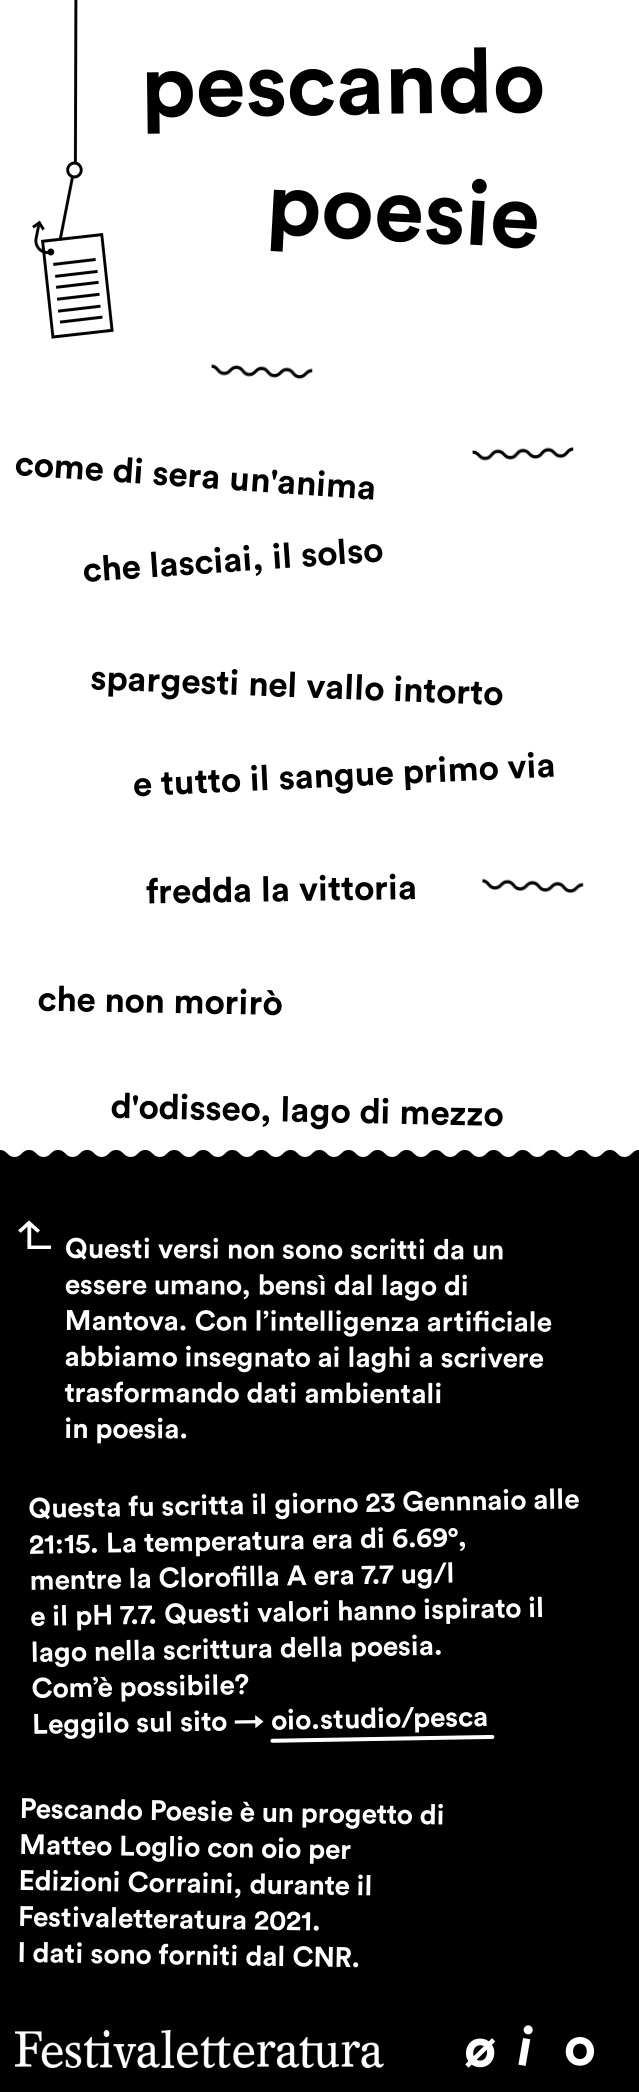 pescando
poesie
come di sera un'anima
che lasciai, il solso
spargesti nel vallo intorto
e tutto il sangue primo via
fredda la vittoria
che non morirò
d'odisseo, lago di mezzo
Questi versi non sono scritti da un
essere umano, bensì dal lago di
Mantova. Con l’intelligenza artificiale
abbiamo insegnato ai laghi a scrivere
trasformando dati ambientali
in poesia.
Questa fu scritta il giorno 23 Gennnaio alle
21:15. La temperatura era di 6.69°,
mentre la Clorofilla A era 7.7 ug/l
e il pH 7.7. Questi valori hanno ispirato il
lago nella scrittura della poesia.
Com’è possibile?
Leggilo sul sito → oio.studio/pesca
Pescando Poesie è un progetto di
Matteo Loglio con oio per
Edizioni Corraini, durante il
Festivaletteratura 2021.
I dati sono forniti dal CNR.
Festivaletteratura ø i o